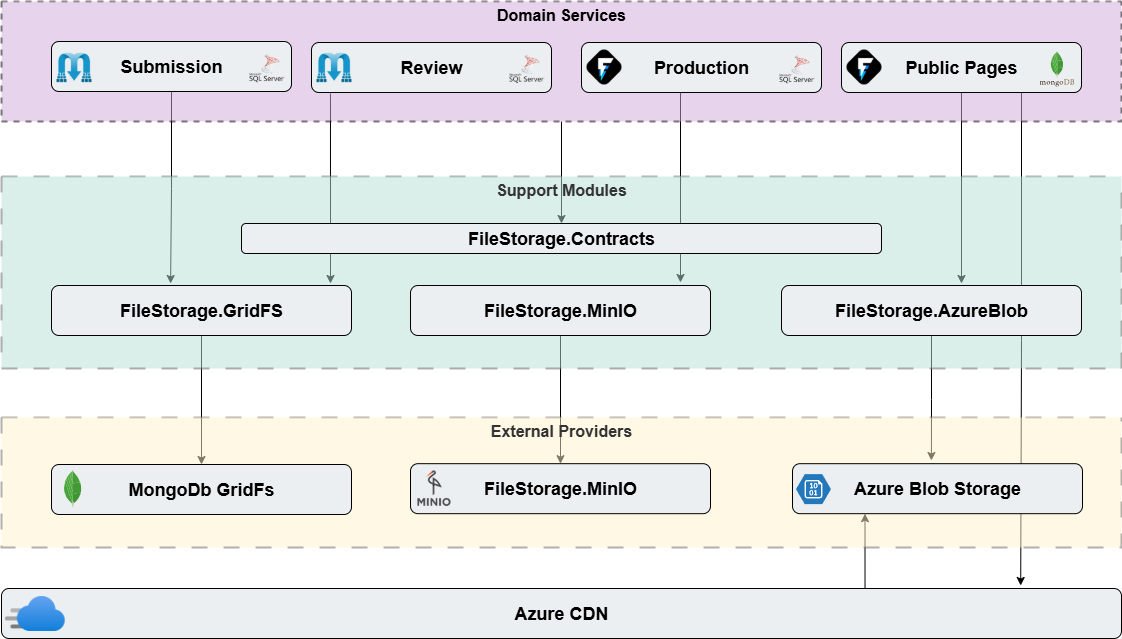 Domain Services
Submission
SQL Server
Review
SQL Server
Production
SQL Server
Public Pages
mongoDB
Support Modules
FileStorage.Contracts
FileStorage.GridFS
FileStorage.MinIO
FileStorage.AzureBlob
External Providers
MongoDb GridFs
MINIO
FileStorage.MinIO
10
01
Azure Blob Storage
Azure CDN